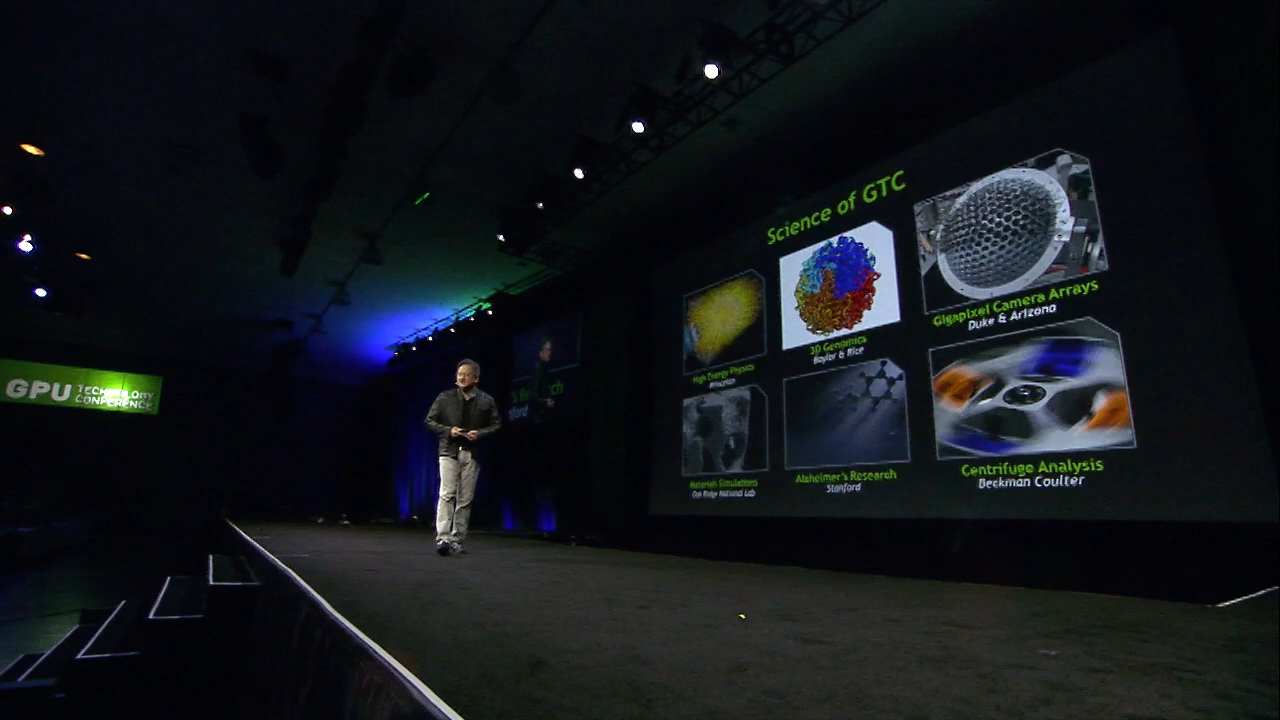 GPU TECHNOLOGY
CONFERENCE
Science of GTC
High Energy Physics
Princeton
3D Genomics
Baylor & Rice
Gigapixel Camera Arrays
Duke & Arizona
Materials Simulations
Oak Ridge National Lab
Alzheimer's Research
Stanford
Centrifuge Analysis
Beckman Coulter